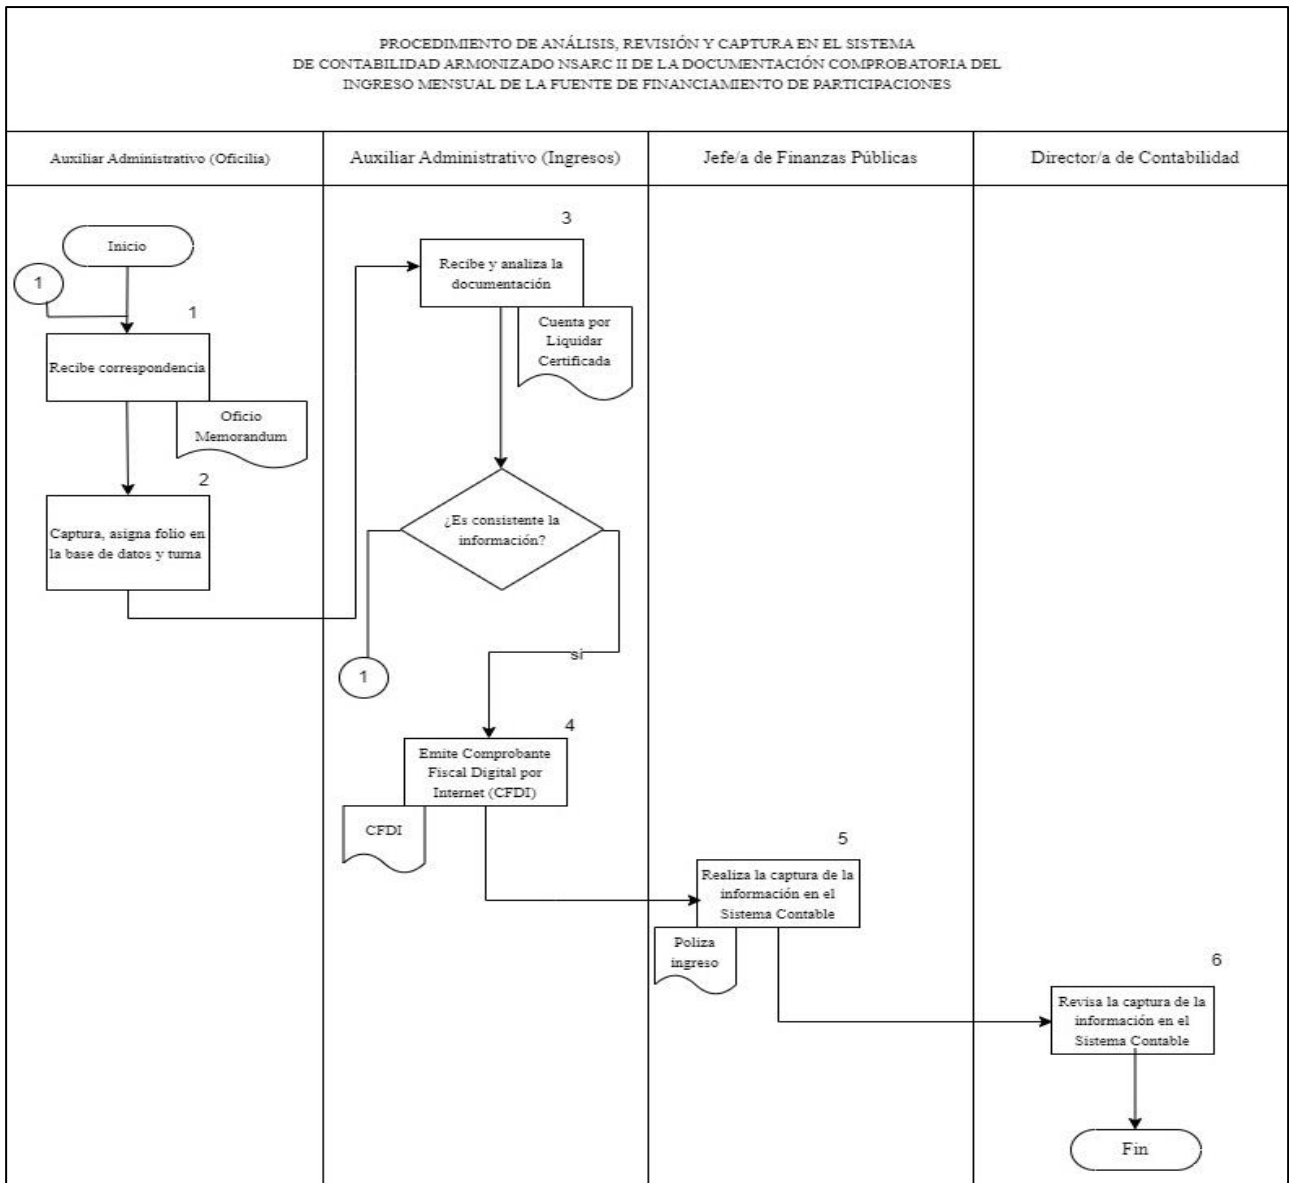 PROCEDIMIENTO DE ANÁLISIS, REVISIÓN Y CAPTURA EN EL SISTEMA
DE CONTABILIDAD ARMONIZADO NSARC II DE LA DOCUMENTACIÓN COMPROBATORIA DEL
INGRESO MENSUAL DE LA FUENTE DE FINANCIAMIENTO DE PARTICIPACIONES
Auxiliar Administrativo (Oficilia)
Auxiliar Administrativo (Ingresos)
Jefe/a de Finanzas Públicas
Director/a de Contabilidad
Inicio
1
1
Recibe correspondencia
Oficio
Memorandum
2
Captura, asigna folio en
la base de datos y turna
3
Recibe y analiza la
documentación
Cuenta por
Liquidar
Certificada
¿Es consistente la
información?
1
si
4
Emite Comprobante
Fiscal Digital por
Internet (CFDI)
CFDI
5
Realiza la captura de la
información en el
Sistema Contable
Poliza
ingreso
6
Revisa la captura de la
información en el
Sistema Contable
Fin